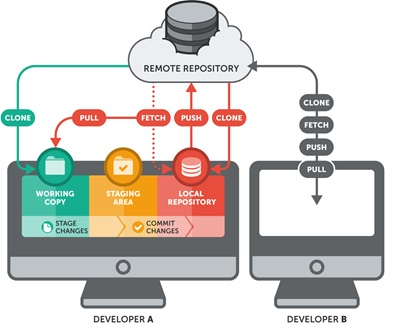 REMOTE REPOSITORY
CLONE
PULL
FETCH
PUSH
CLONE
CLONE
FETCH
PUSH
PULL
WORKING
COPY
STAGING
AREA
LOCAL
REPOSITORY
STAGE
CHANGES
COMMIT
CHANGES
DEVELOPER A
DEVELOPER B